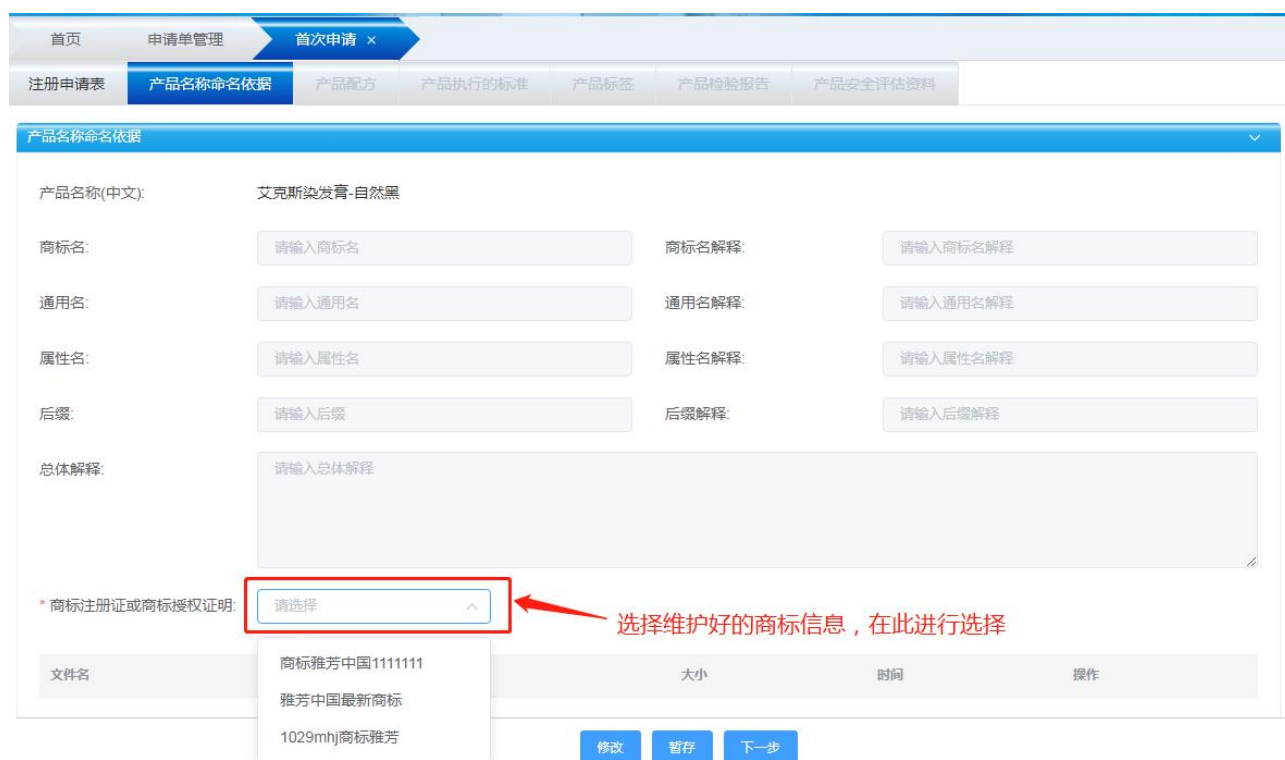 首页 申请单管理 首次申请 ×
注册申请表 产品名称命名依据 产品配方 产品执行的标准 产品标签 产品检验报告 产品安全评估资料
产品名称命名依据
产品名称(中文): 艾克斯染发膏-自然黑
商标名: 请输入商标名 商标名解释: 请输入商标名解释
通用名: 请输入通用名 通用名解释: 请输入通用名解释
属性名: 请输入属性名 属性名解释: 请输入属性名解释
后缀: 请输入后缀 后缀解释: 请输入后缀解释
总体解释: 请输入总体解释
* 商标注册证或商标授权证明: 请选择
选择维护好的商标信息，在此进行选择
文件名 大小 时间 操作
商标雅芳中国1111111
雅芳中国最新商标
1029mhj商标雅芳
修改 暂存 下一步